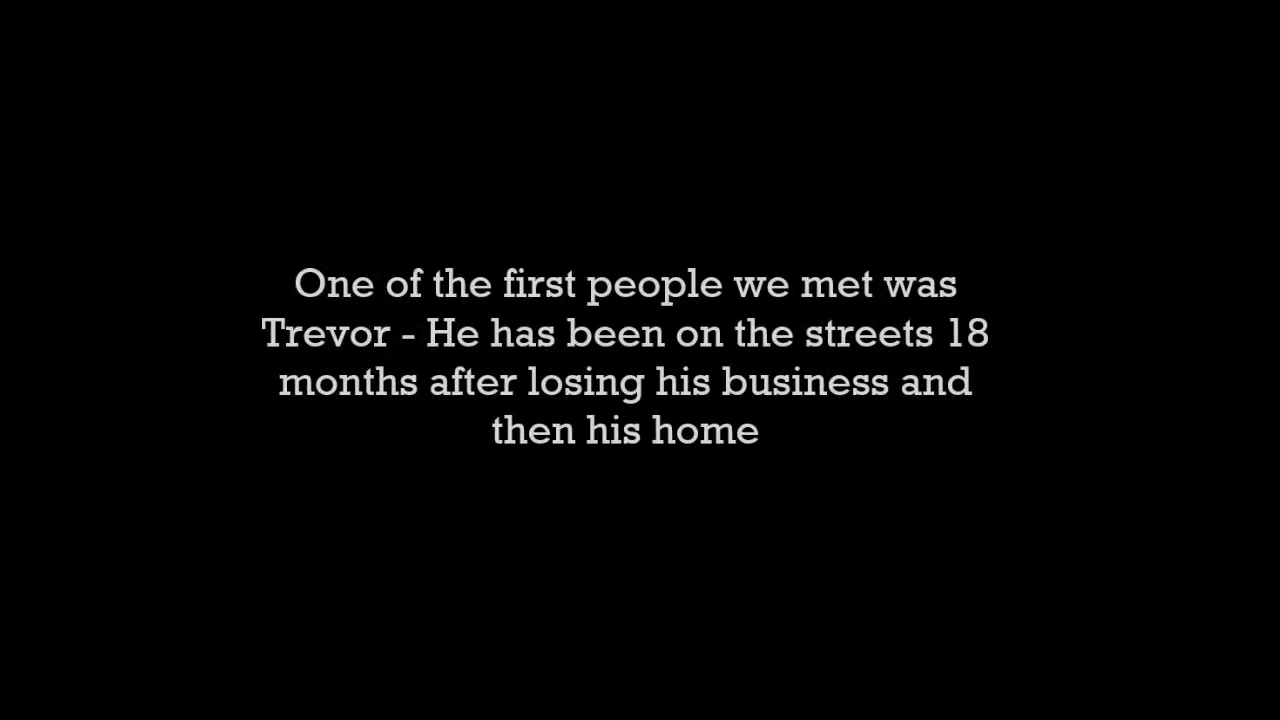 One of the first people we met was
Trevor - He has been on the streets 18
months after losing his business and
then his home